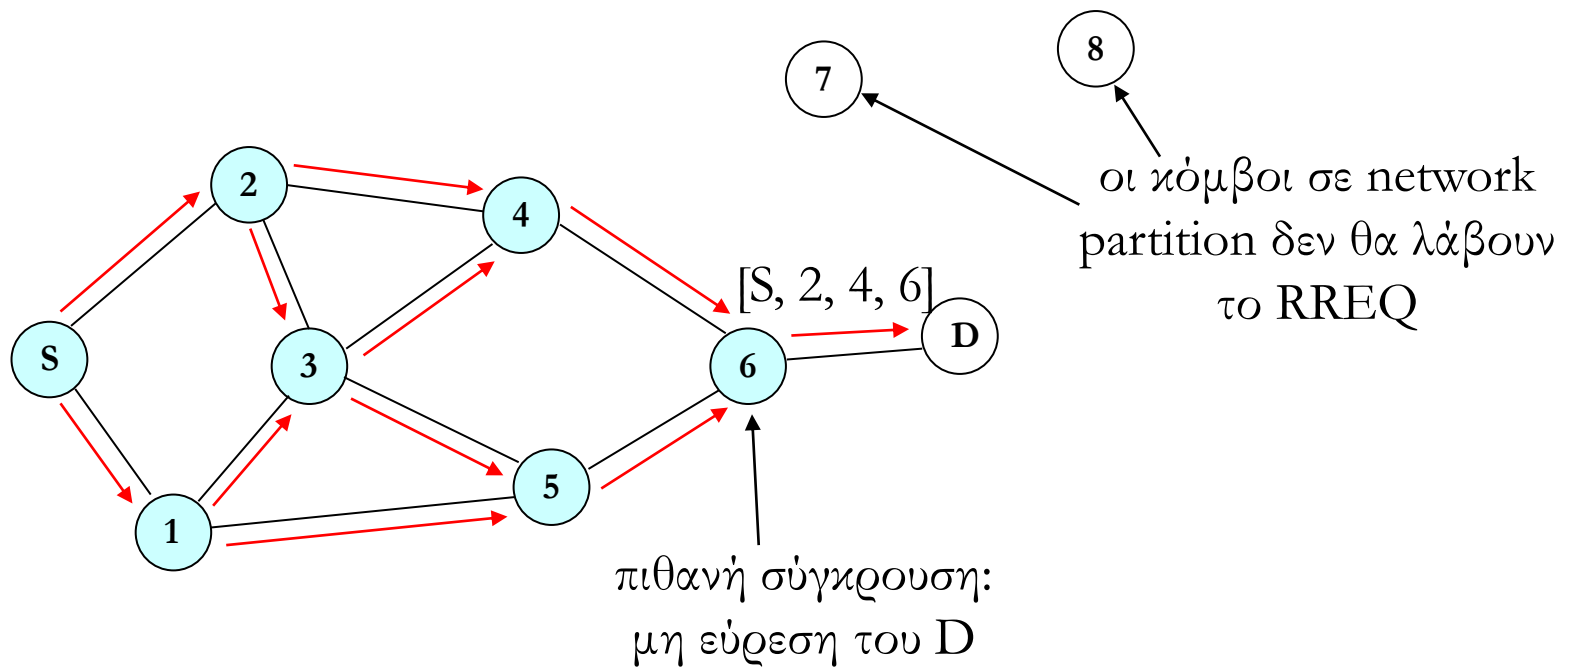 8
7
οι κόμβοι σε network
partition δεν θα λάβουν
το RREQ
2
4
[S, 2, 4, 6]
D
S
3
6
5
1
πιθανή σύγκρουση:
μη εύρεση του D